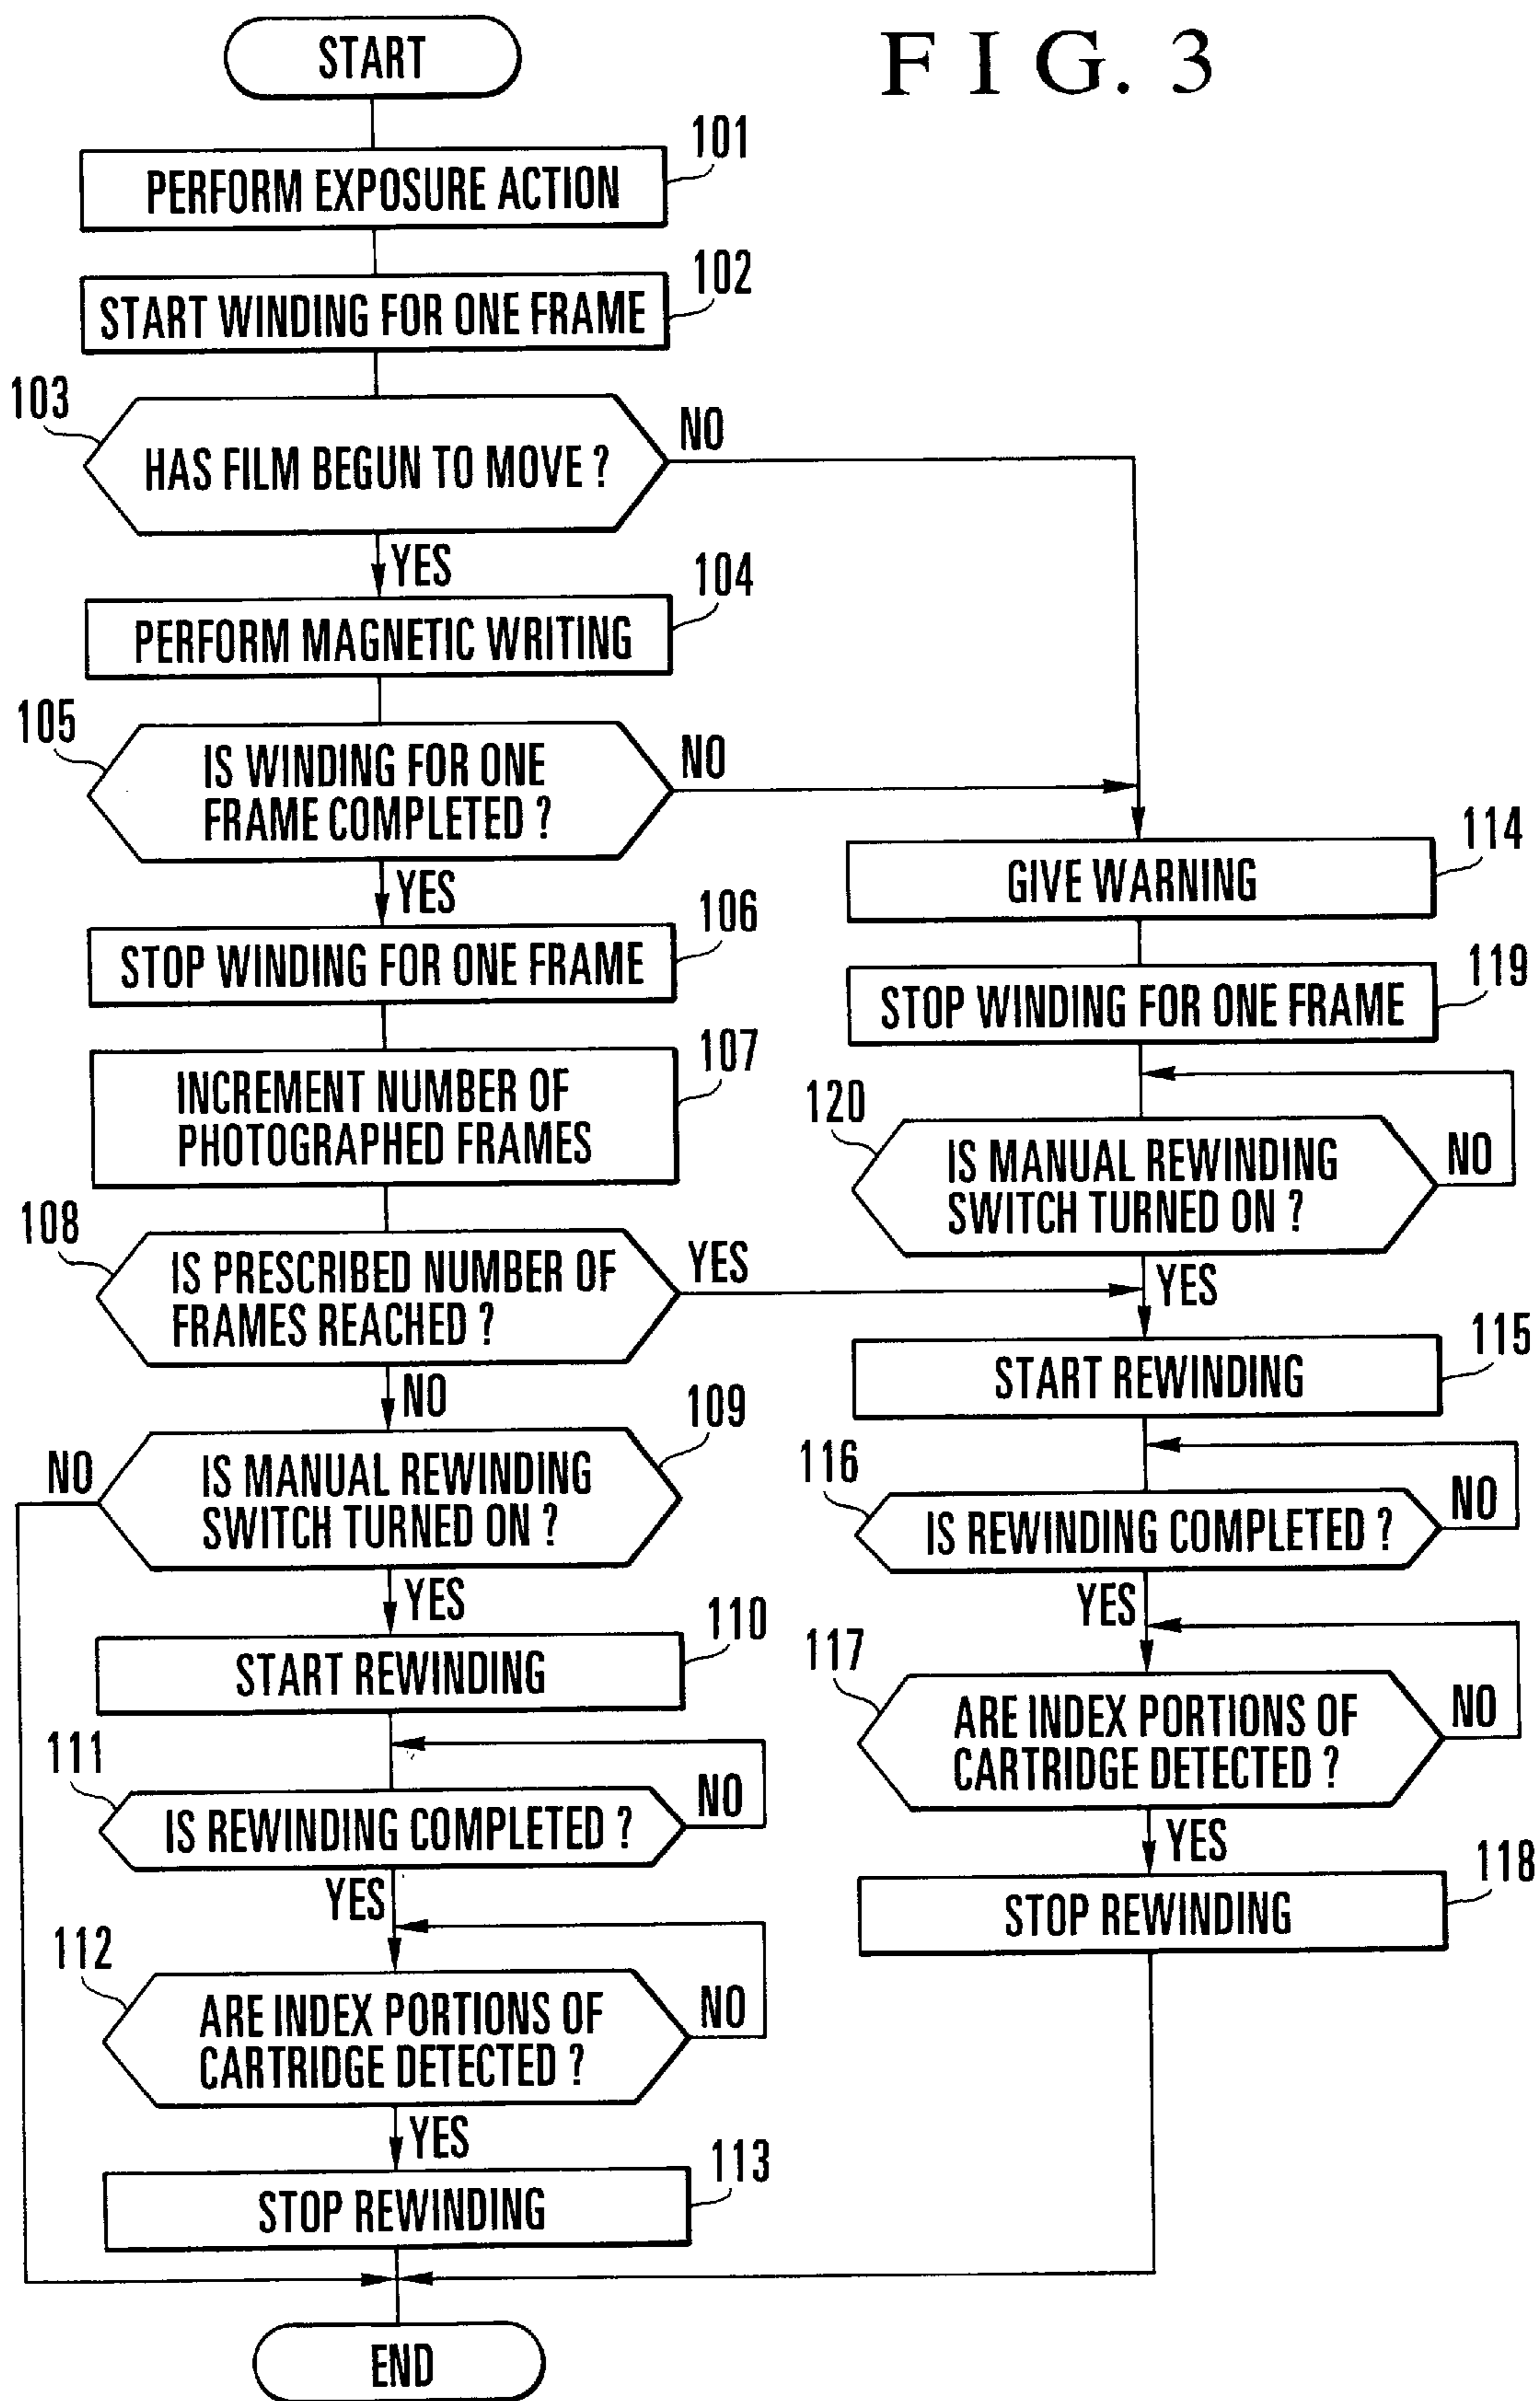 FIG. 3
START
101
PERFORM EXPOSURE ACTION
102
START WINDING FOR ONE FRAME
103
HAS FILM BEGUN TO MOVE ?
NO
YES
104
PERFORM MAGNETIC WRITING
105
IS WINDING FOR ONE
FRAME COMPLETED ?
NO
YES
106
STOP WINDING FOR ONE FRAME
107
INCREMENT NUMBER OF
PHOTOGRAPHED FRAMES
108
IS PRESCRIBED NUMBER OF
FRAMES REACHED ?
YES
NO
109
IS MANUAL REWINDING
SWITCH TURNED ON ?
NO
YES
110
START REWINDING
111
IS REWINDING COMPLETED ?
NO
YES
112
ARE INDEX PORTIONS OF
CARTRIDGE DETECTED ?
NO
YES
113
STOP REWINDING
END
114
GIVE WARNING
119
STOP WINDING FOR ONE FRAME
120
IS MANUAL REWINDING
SWITCH TURNED ON ?
NO
YES
115
START REWINDING
116
IS REWINDING COMPLETED ?
NO
YES
117
ARE INDEX PORTIONS OF
CARTRIDGE DETECTED ?
NO
YES
118
STOP REWINDING